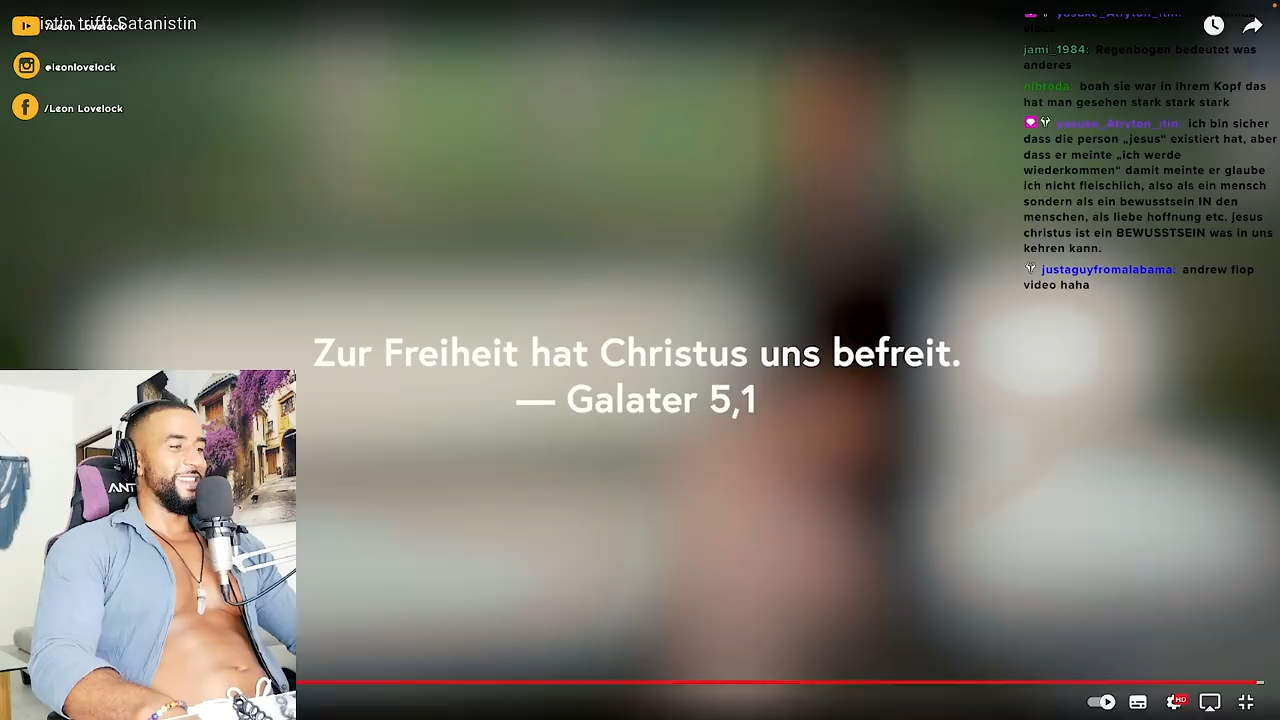 istin trifft Satanistin
/Leon Lovelock
@leonlovelock
/Leon Lovelock
yasuke_Afryton_itin:
vibes
jami_1984: Regenbogen bedeutet was
anderes
nibroda: boah sie war in ihrem Kopf das
hat man gesehen stark stark stark
yasuke_Afryton_itin: ich bin sicher
dass die person „jesus“ existiert hat, aber
dass er meinte „ich werde
wiederkommen“ damit meinte er glaube
ich nicht fleischlich, also als ein mensch
sondern als ein bewusstsein IN den
menschen, als liebe hoffnung etc. jesus
christus ist ein BEWUSSTSEIN was in uns
kehren kann.
justaguyfromalabama: andrew flop
video haha
Zur Freiheit hat Christus uns befreit.
— Galater 5,1
ANT
HD